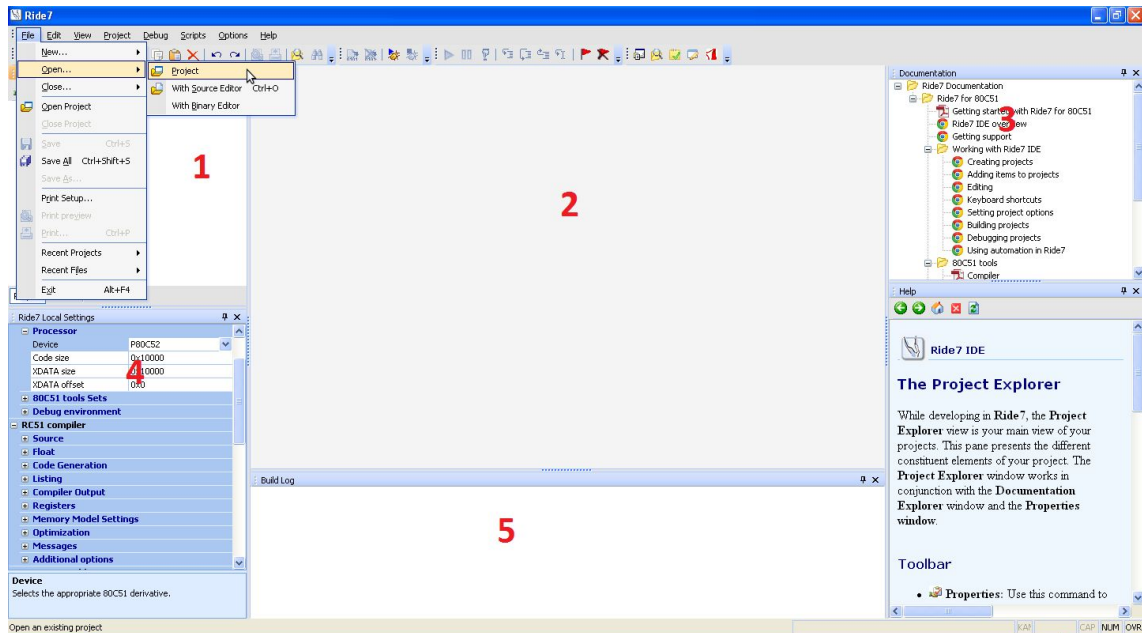 Ride7
File Edit View Project Debug Scripts Options Help
New...
Open...
Close...
Open Project
Close Project
Save Ctrl+S
Save All Ctrl+Shift+S
Save As...
Print Setup...
Print preview
Print... Ctrl+P
Recent Projects
Recent Files
Exit Alt+F4
Project
With Source Editor Ctrl+O
With Binary Editor
1
2
Documentation
Ride7 Documentation
Ride7 for 80C51
Getting started with Ride7 for 80C51
Ride7 IDE overview
3
Getting support
Working with Ride7 IDE
Creating projects
Adding items to projects
Editing
Keyboard shortcuts
Setting project options
Building projects
Debugging projects
Using automation in Ride7
80C51 tools
Compiler
Ride7 Local Settings
Processor
Device P80C52
Code size 0x10000
XDATA size 0x10000
4
XDATA offset 0x0
80C51 tools Sets
Debug environment
RC51 compiler
Source
Float
Code Generation
Listing
Compiler Output
Registers
Memory Model Settings
Optimization
Messages
Additional options
Device
Selects the appropriate 80C51 derivative.
Build Log
5
Help
Ride7 IDE
The Project Explorer
While developing in Ride7, the Project
Explorer view is your main view of your
projects. This pane presents the different
constituent elements of your project. The
Project Explorer window works in
conjunction with the Documentation
Explorer window and the Properties
window.
Toolbar
• Properties: Use this command to
Open an existing project
CAP NUM OVR